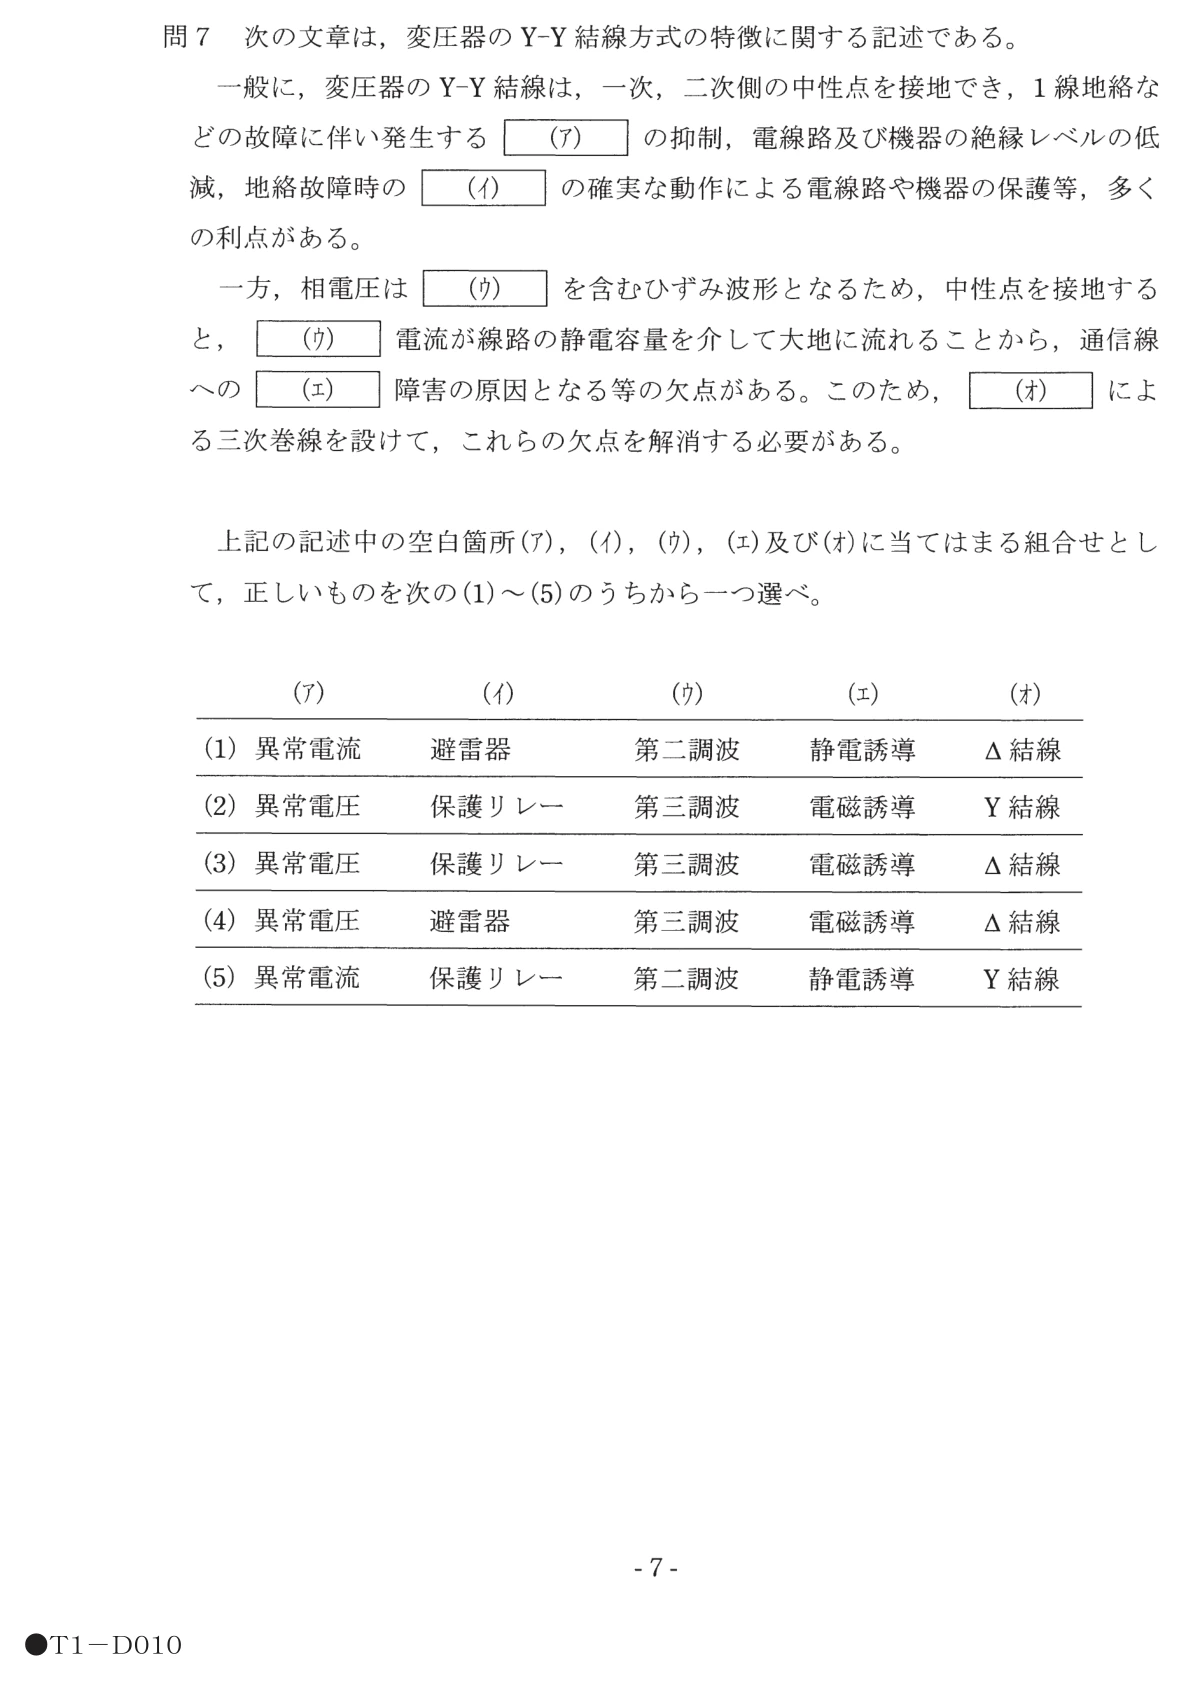 問７　次の文章は，変圧器の Y-Y 結線方式の特徴に関する記述である。
一般に，変圧器の Y-Y 結線は，一次，二次側の中性点を接地でき，1 線地絡な
どの故障に伴い発生する (ｱ) の抑制，電線路及び機器の絶縁レベルの低
減，地絡故障時の (ｲ) の確実な動作による電線路や機器の保護等，多く
の利点がある。
一方，相電圧は (ｳ) を含むひずみ波形となるため，中性点を接地する
と， (ｳ) 電流が線路の静電容量を介して大地に流れることから，通信線
への (ｴ) 障害の原因となる等の欠点がある。このため， (ｵ) によ
る三次巻線を設けて，これらの欠点を解消する必要がある。
上記の記述中の空白箇所(ｱ)，(ｲ)，(ｳ)，(ｴ)及び(ｵ)に当てはまる組合せとし
て，正しいものを次の(1)～(5)のうちから一つ選べ。
(ｱ) (ｲ) (ｳ) (ｴ) (ｵ)
(1) 異常電流 避雷器 第二調波 静電誘導 Δ 結線
(2) 異常電圧 保護リレー 第三調波 電磁誘導 Y 結線
(3) 異常電圧 保護リレー 第三調波 電磁誘導 Δ 結線
(4) 異常電圧 避雷器 第三調波 電磁誘導 Δ 結線
(5) 異常電流 保護リレー 第二調波 静電誘導 Y 結線
- 7 -
●T1－D010